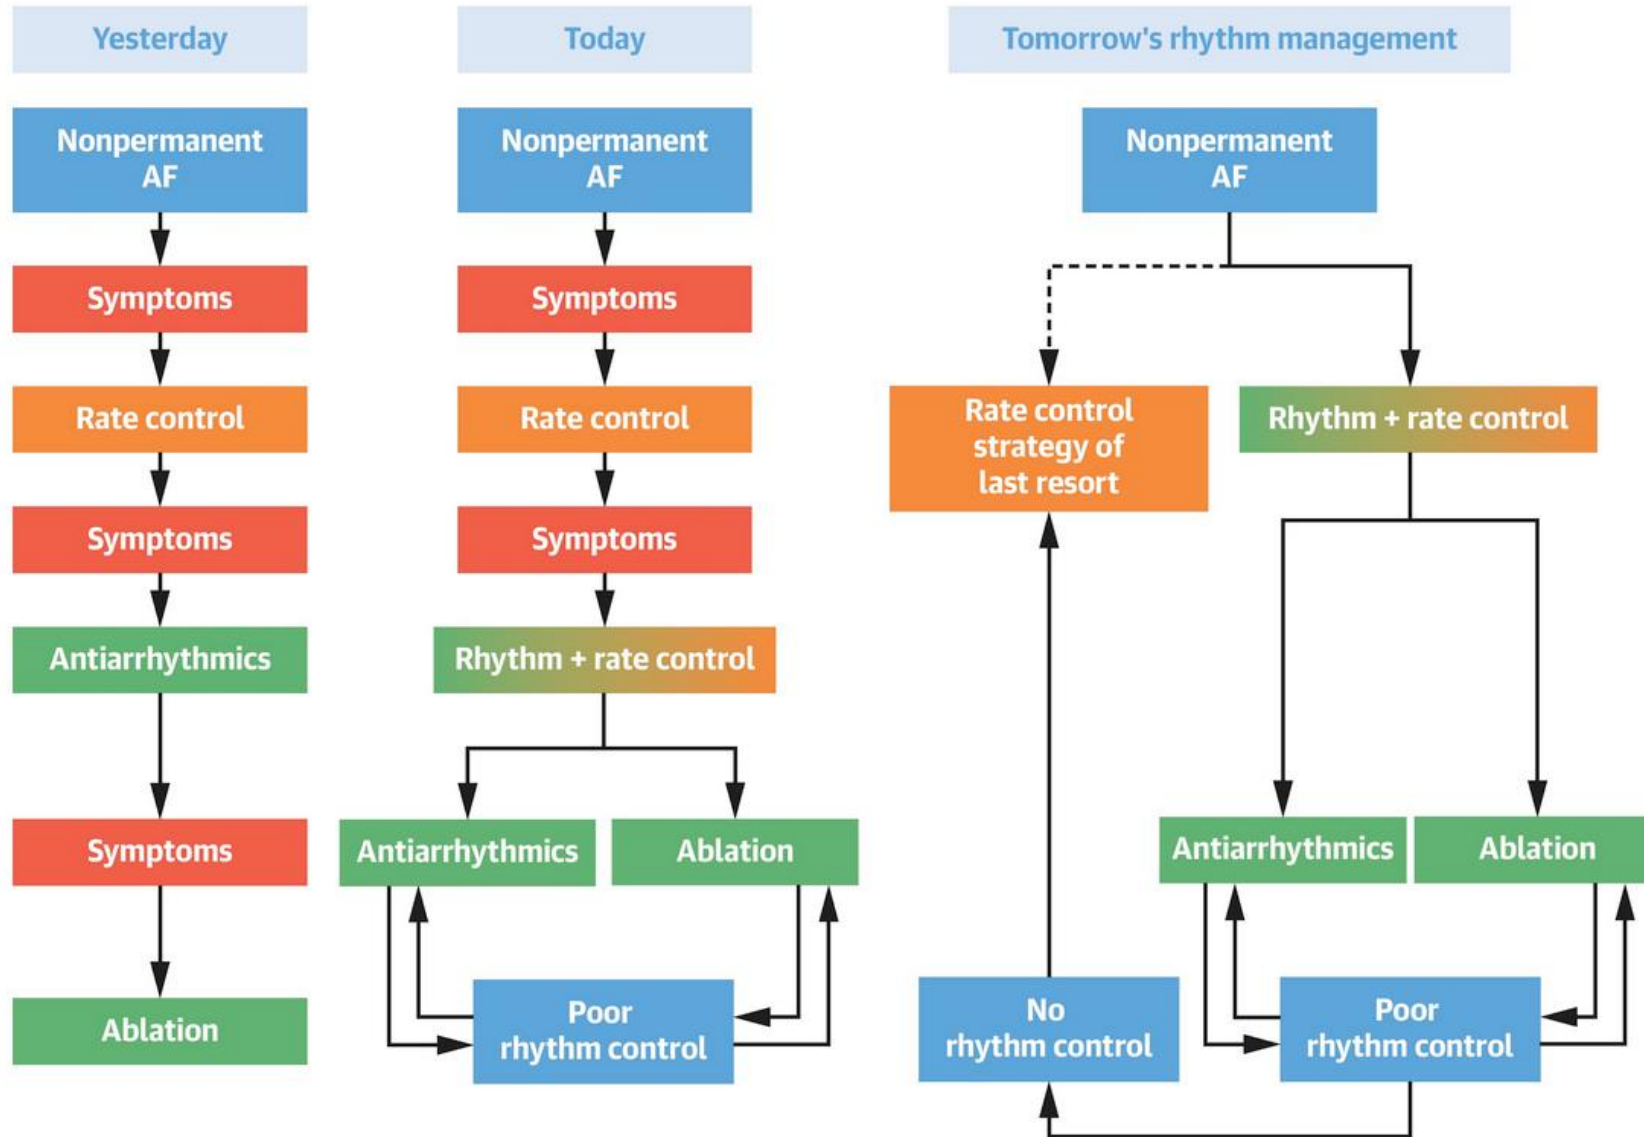 Yesterday
Nonpermanent
AF
Symptoms
Rate control
Symptoms
Antiarrhythmics
Symptoms
Ablation
Today
Nonpermanent
AF
Symptoms
Rate control
Symptoms
Rhythm + rate control
Antiarrhythmics
Ablation
Poor
rhythm control
Tomorrow's rhythm management
Nonpermanent
AF
Rate control
strategy of
last resort
Rhythm + rate control
Antiarrhythmics
Ablation
No
rhythm control
Poor
rhythm control